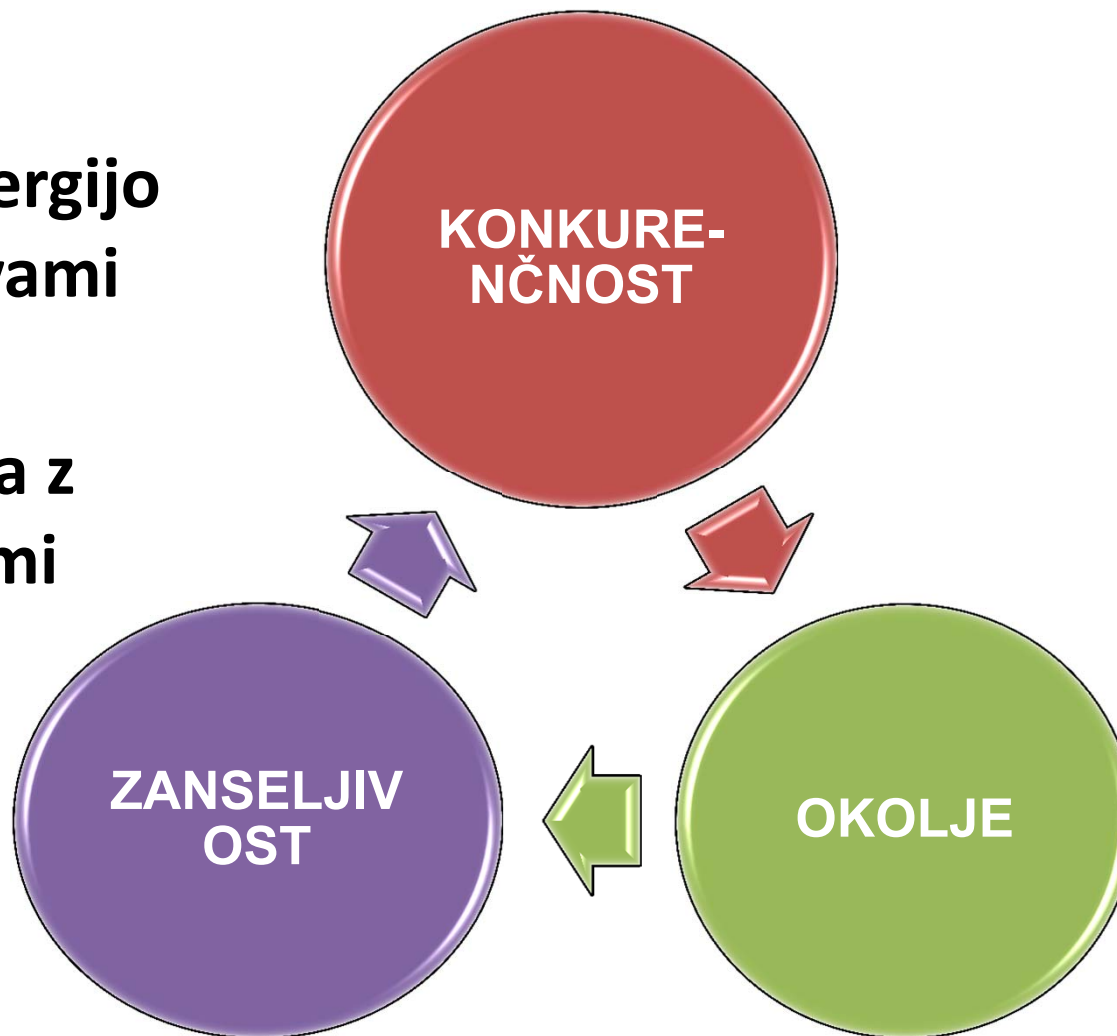 ergijo
vami
a z
mi
KONKURE-
NČNOST
ZANSELJIV
OST
OKOLJE